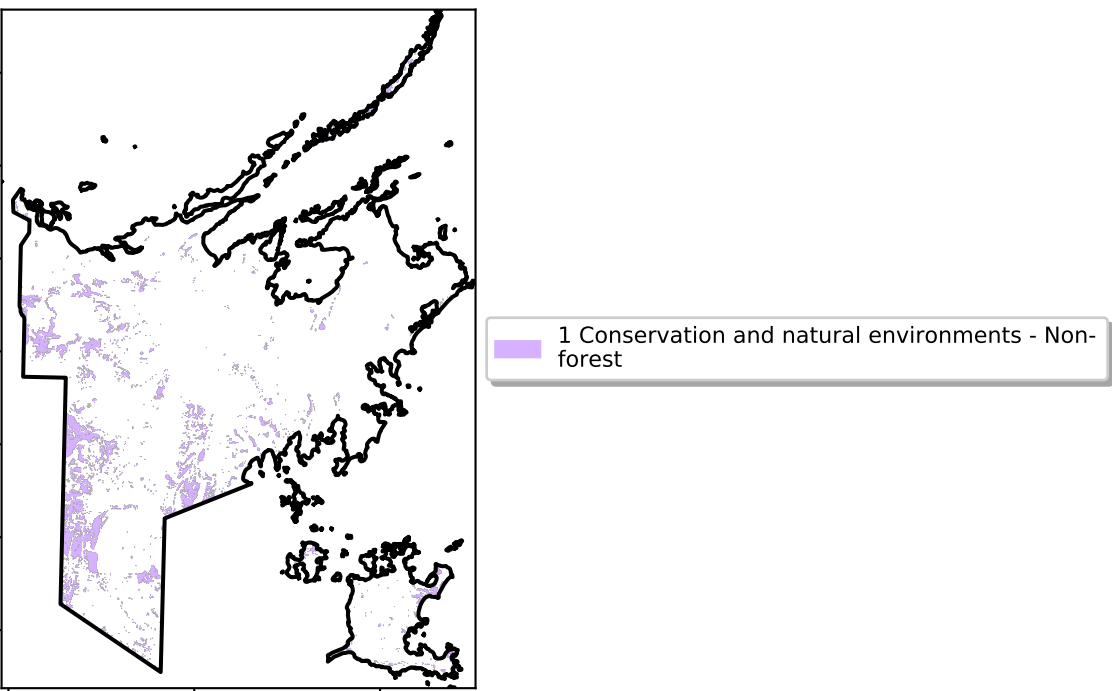 1 Conservation and natural environments - Non-
forest